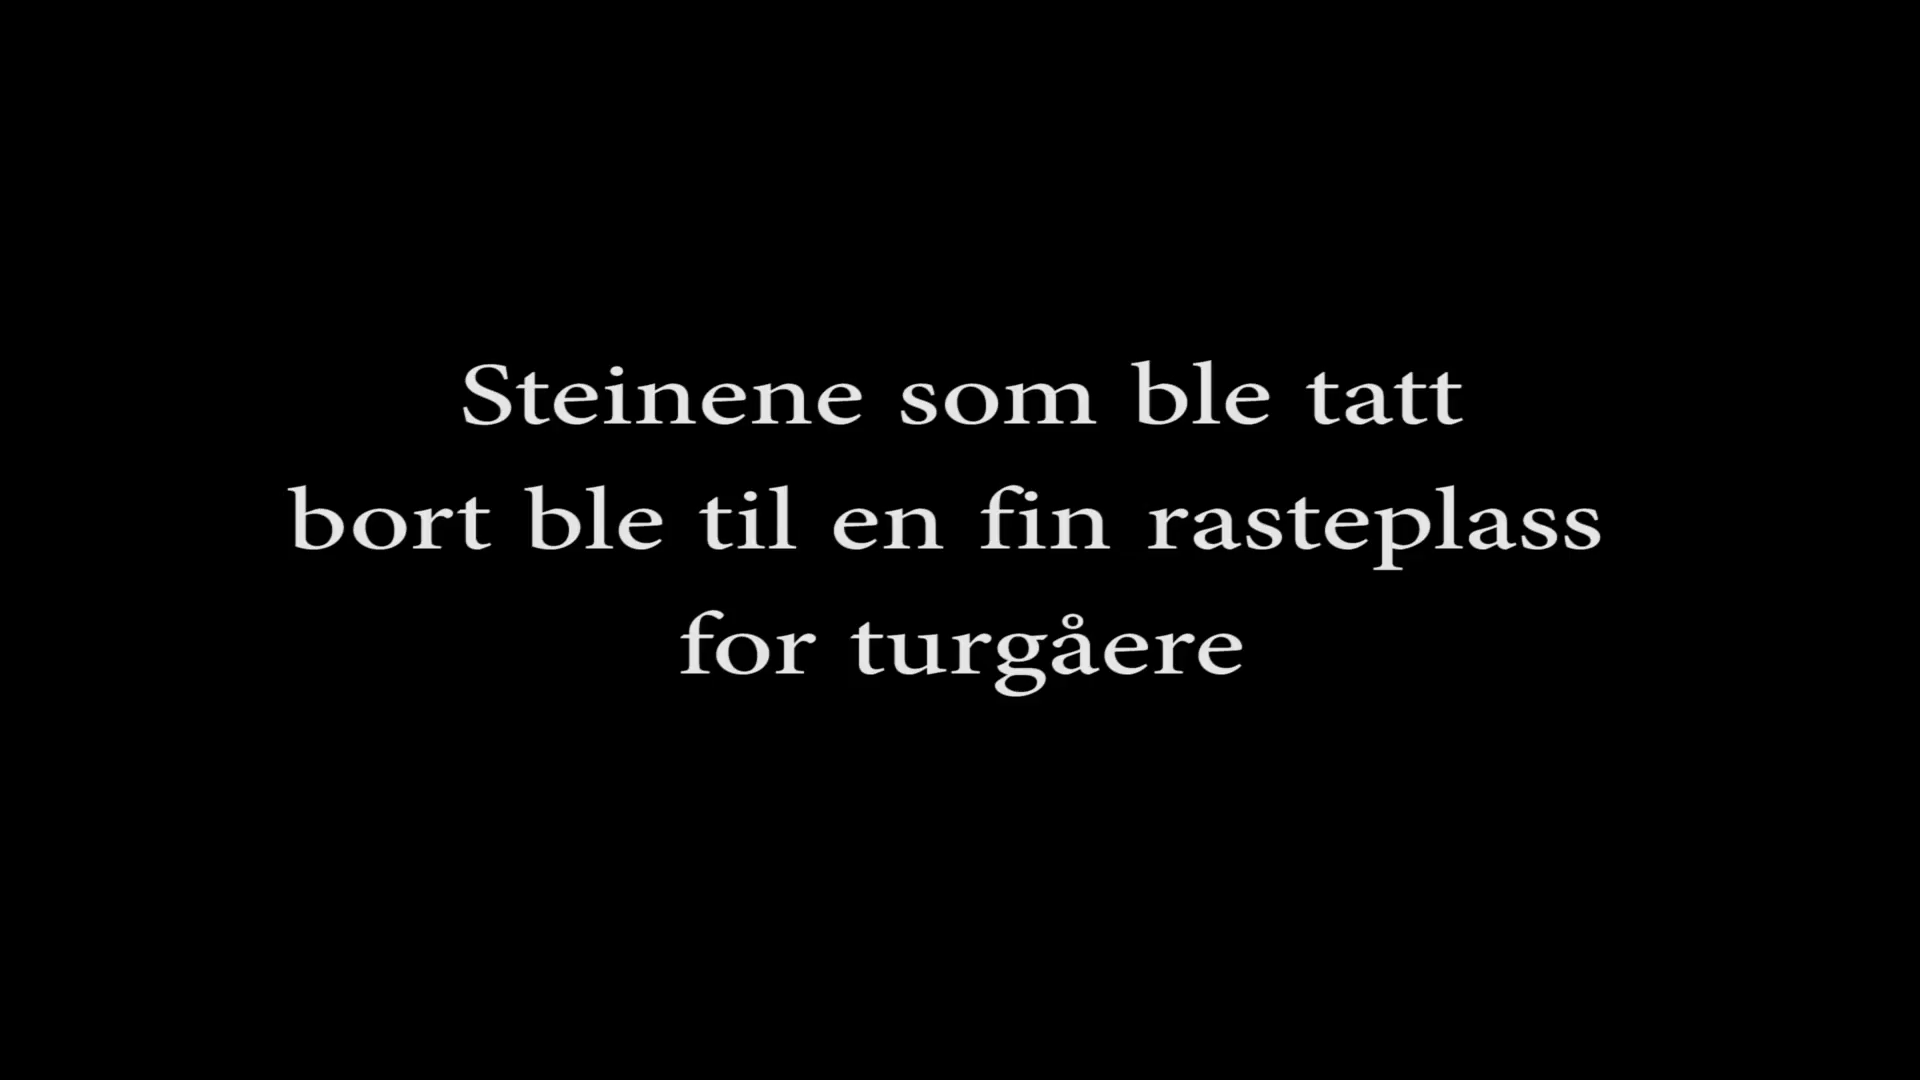 Steinene som ble tatt
bort ble til en fin rasteplass
for turgåere